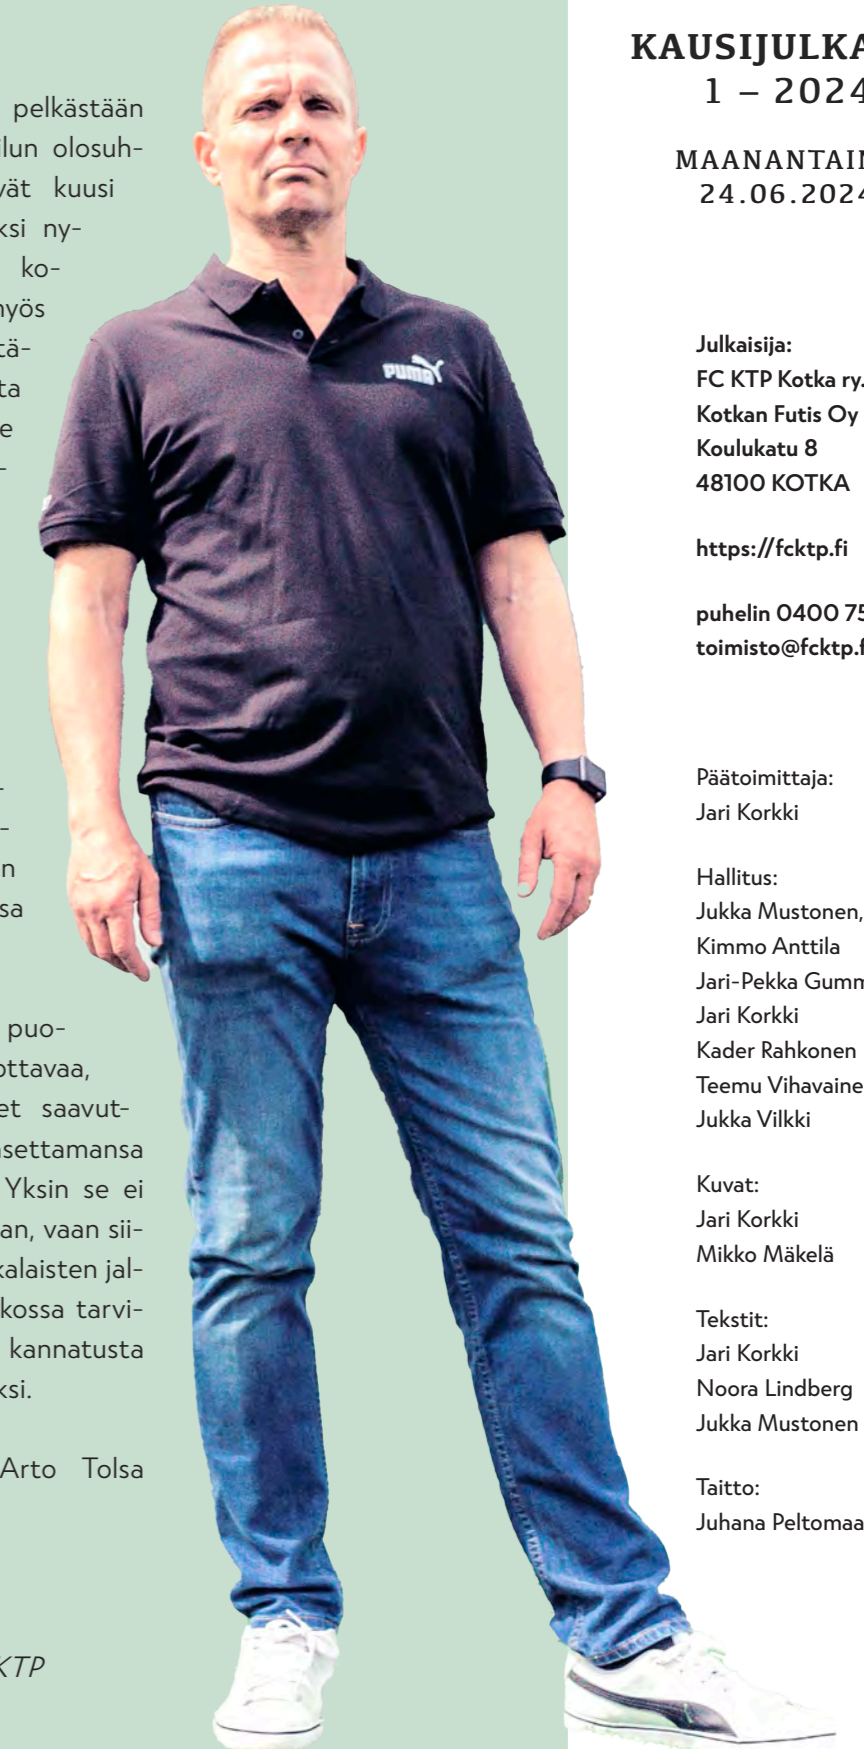 pelkästään
ilun olosuh-
vät kuusi
ksi ny-
ko-
myös
tä-
ta
e
-
-
-
n
sa
puo-
ottavaa,
et saavut-
asettamansa
Yksin se ei
an, vaan sii-
kalaisten jal-
kossa tarvi-
kannatusta
ksi.
Arto Tolsa
KTP
PUMA
KAUSIJULKA
1 – 2024
MAANANTAIN
24.06.2024
Julkaisija:
FC KTP Kotka ry.
Kotkan Futis Oy
Koulukatu 8
48100 KOTKA
https://fcktp.fi
puhelin 0400 75
toimisto@fcktp.f
Päätoimittaja:
Jari Korkki
Hallitus:
Jukka Mustonen,
Kimmo Anttila
Jari-Pekka Gumm
Jari Korkki
Kader Rahkonen
Teemu Vihavaine
Jukka Vilkki
Kuvat:
Jari Korkki
Mikko Mäkelä
Tekstit:
Jari Korkki
Noora Lindberg
Jukka Mustonen
Taitto:
Juhana Peltomaa